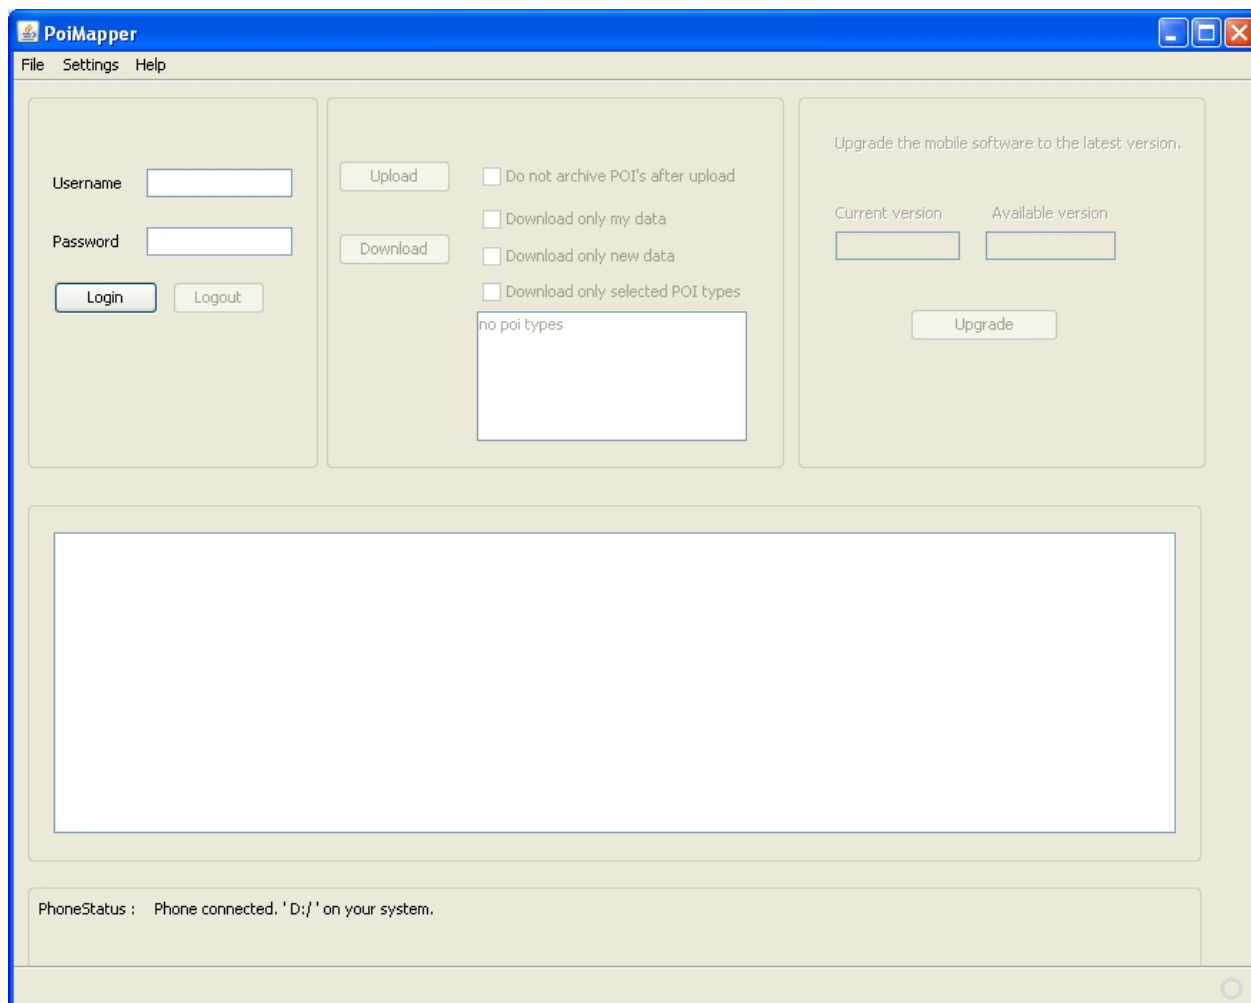 PoiMapper
File Settings Help
Username
Password
Login Logout
Upload
Download
Do not archive POI's after upload
Download only my data
Download only new data
Download only selected POI types
no poi types
Upgrade the mobile software to the latest version.
Current version Available version
Upgrade
PhoneStatus : Phone connected. ' D:/ ' on your system.